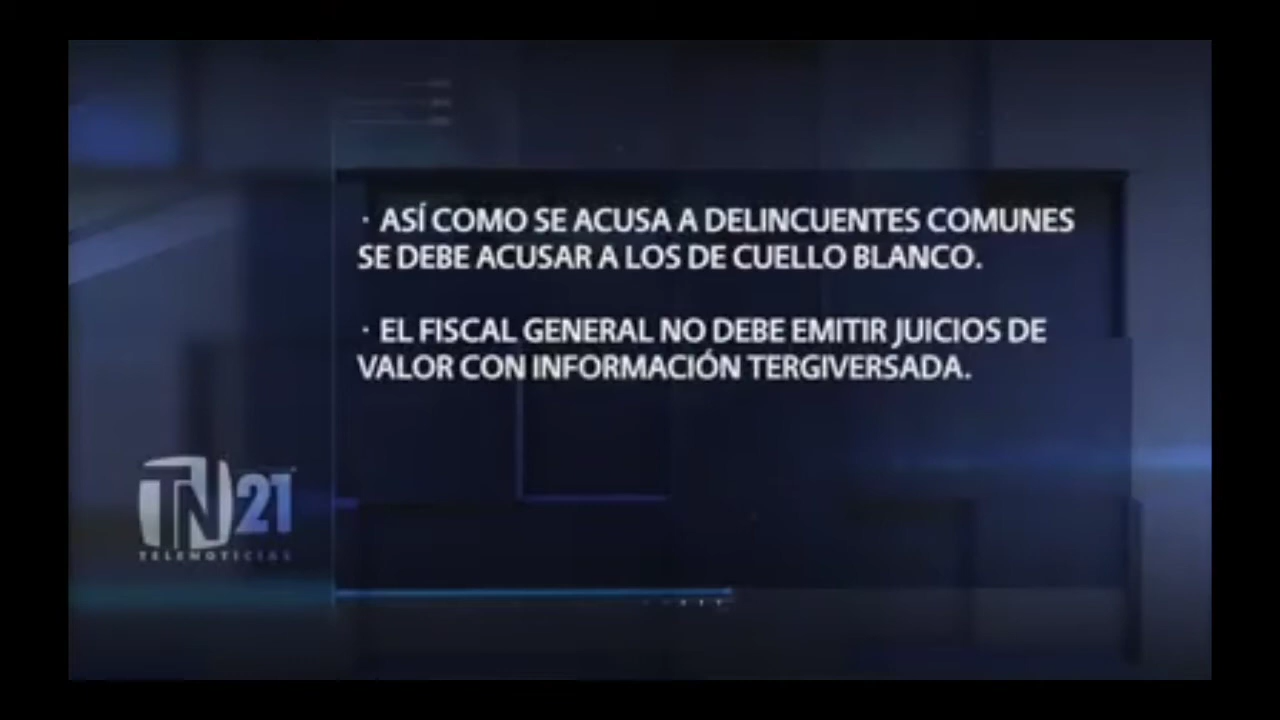 · ASÍ COMO SE ACUSA A DELINCUENTES COMUNES
SE DEBE ACUSAR A LOS DE CUELLO BLANCO.
· EL FISCAL GENERAL NO DEBE EMITIR JUICIOS DE
VALOR CON INFORMACIÓN TERGIVERSADA.
TN21
TELENOTICIAS